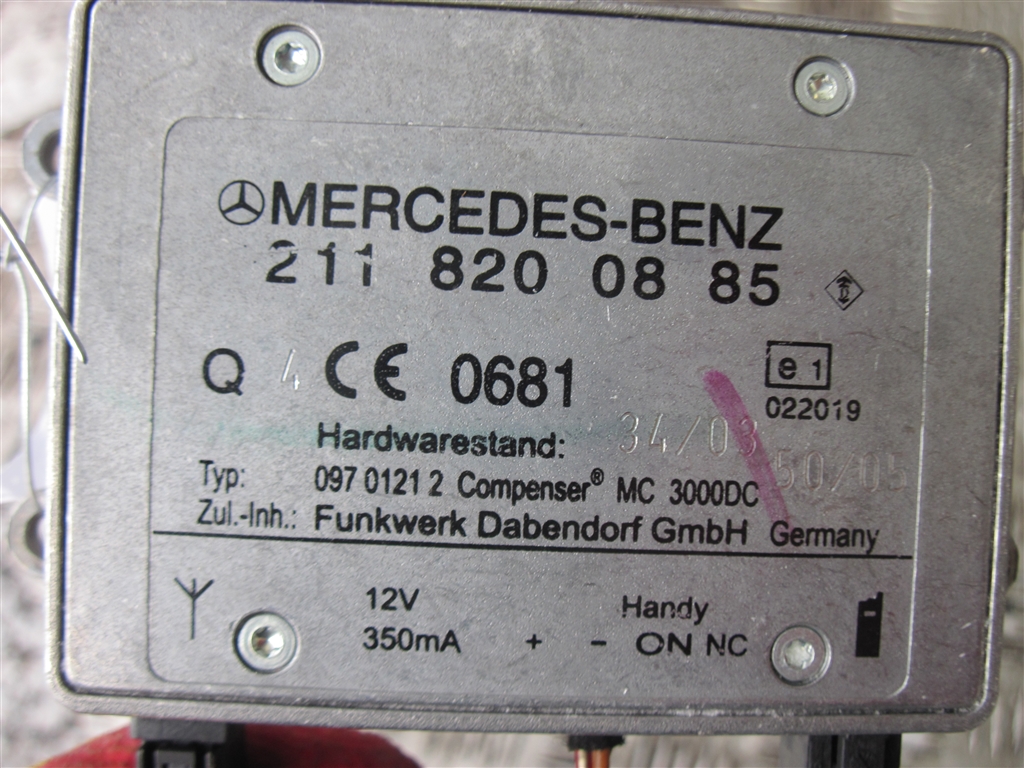 MERCEDES-BENZ
211 820 08 85
Q 4 CE 0681 e1
022019
Hardwarestand: 34/03 50/05
Typ: 097 0121 2 Compenser® MC 3000DC
Zul.-Inh.: Funkwerk Dabendorf GmbH Germany
12V Handy
350mA + - ON NC